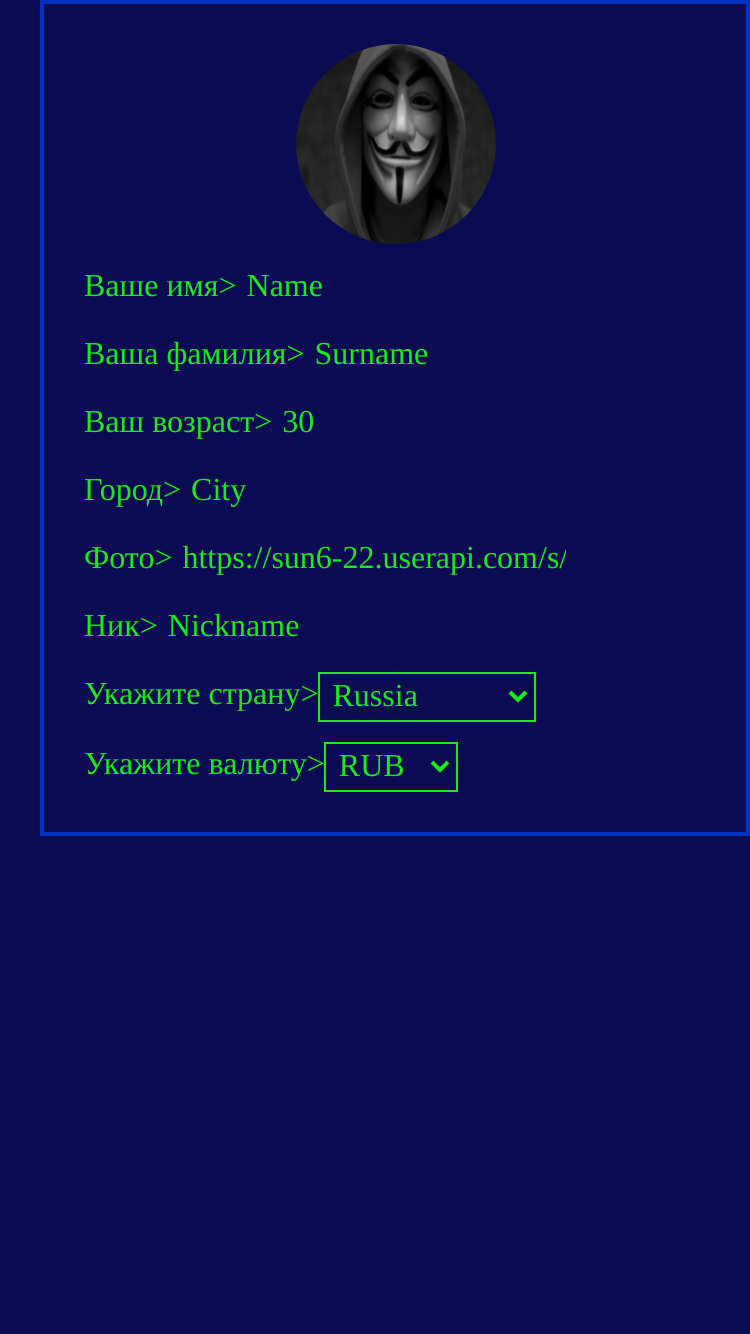 Ваше имя> Name
Ваша фамилия> Surname
Ваш возраст> 30
Город> City
Фото> https://sun6-22.userapi.com/s/
Ник> Nickname
Укажите страну> Russia
Укажите валюту> RUB